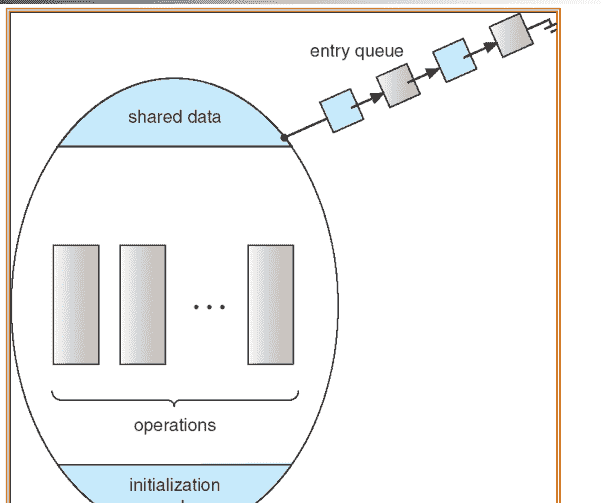 entry queue
shared data
...
operations
initialization